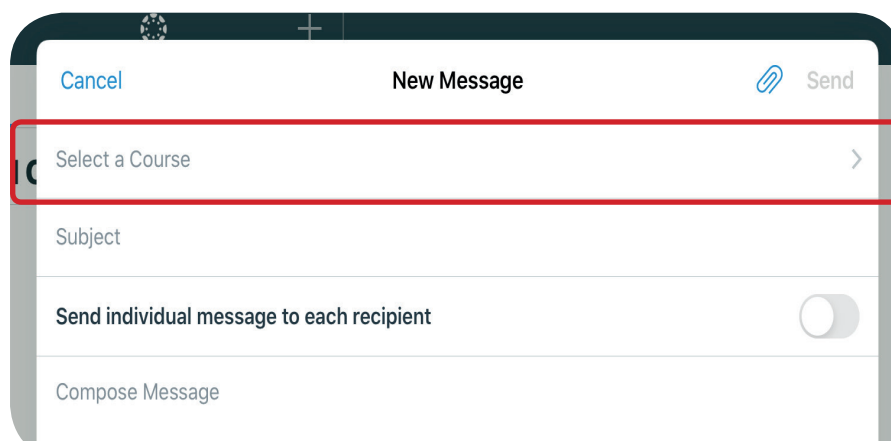 Cancel New Message Send
Select a Course
Subject
Send individual message to each recipient
Compose Message